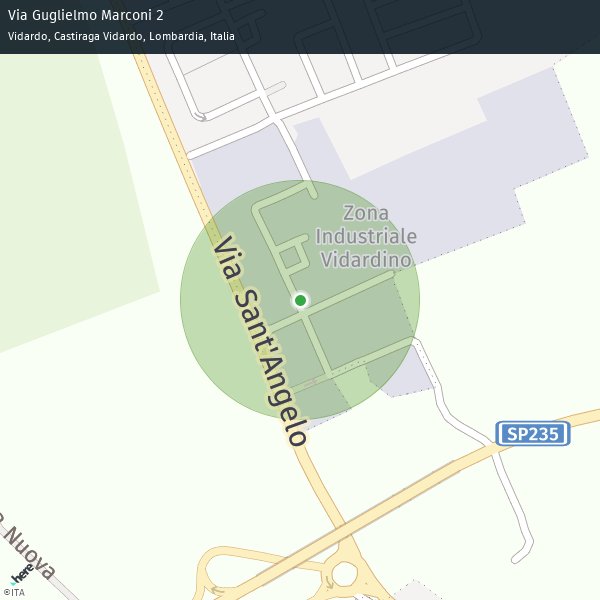 Via Guglielmo Marconi 2
Vidardo, Castiraga Vidardo, Lombardia, Italia
Zona
Industriale
Vidardino
Via Sant'Angelo
SP235
Nuova
here
©ITA